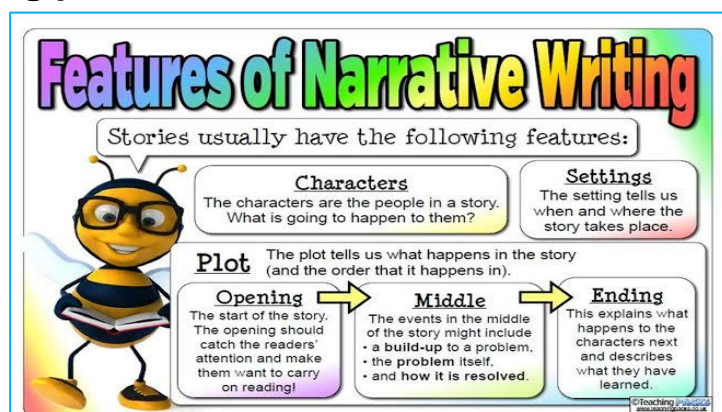 Features of Narrative Writing
Stories usually have the following features:
Characters
The characters are the people in a story.
What is going to happen to them?
Settings
The setting tells us
when and where the
story takes place.
Plot
The plot tells us what happens in the story
(and the order that it happens in).
Opening
The start of the story.
The opening should
catch the readers'
attention and make
them want to carry
on reading!
Middle
The events in the middle
of the story might include
• a build-up to a problem,
• the problem itself,
• and how it is resolved.
Ending
This explains what
happens to the
characters next
and describes
what they have
learned.
©Teaching Packs
www.teachingpacks.co.uk